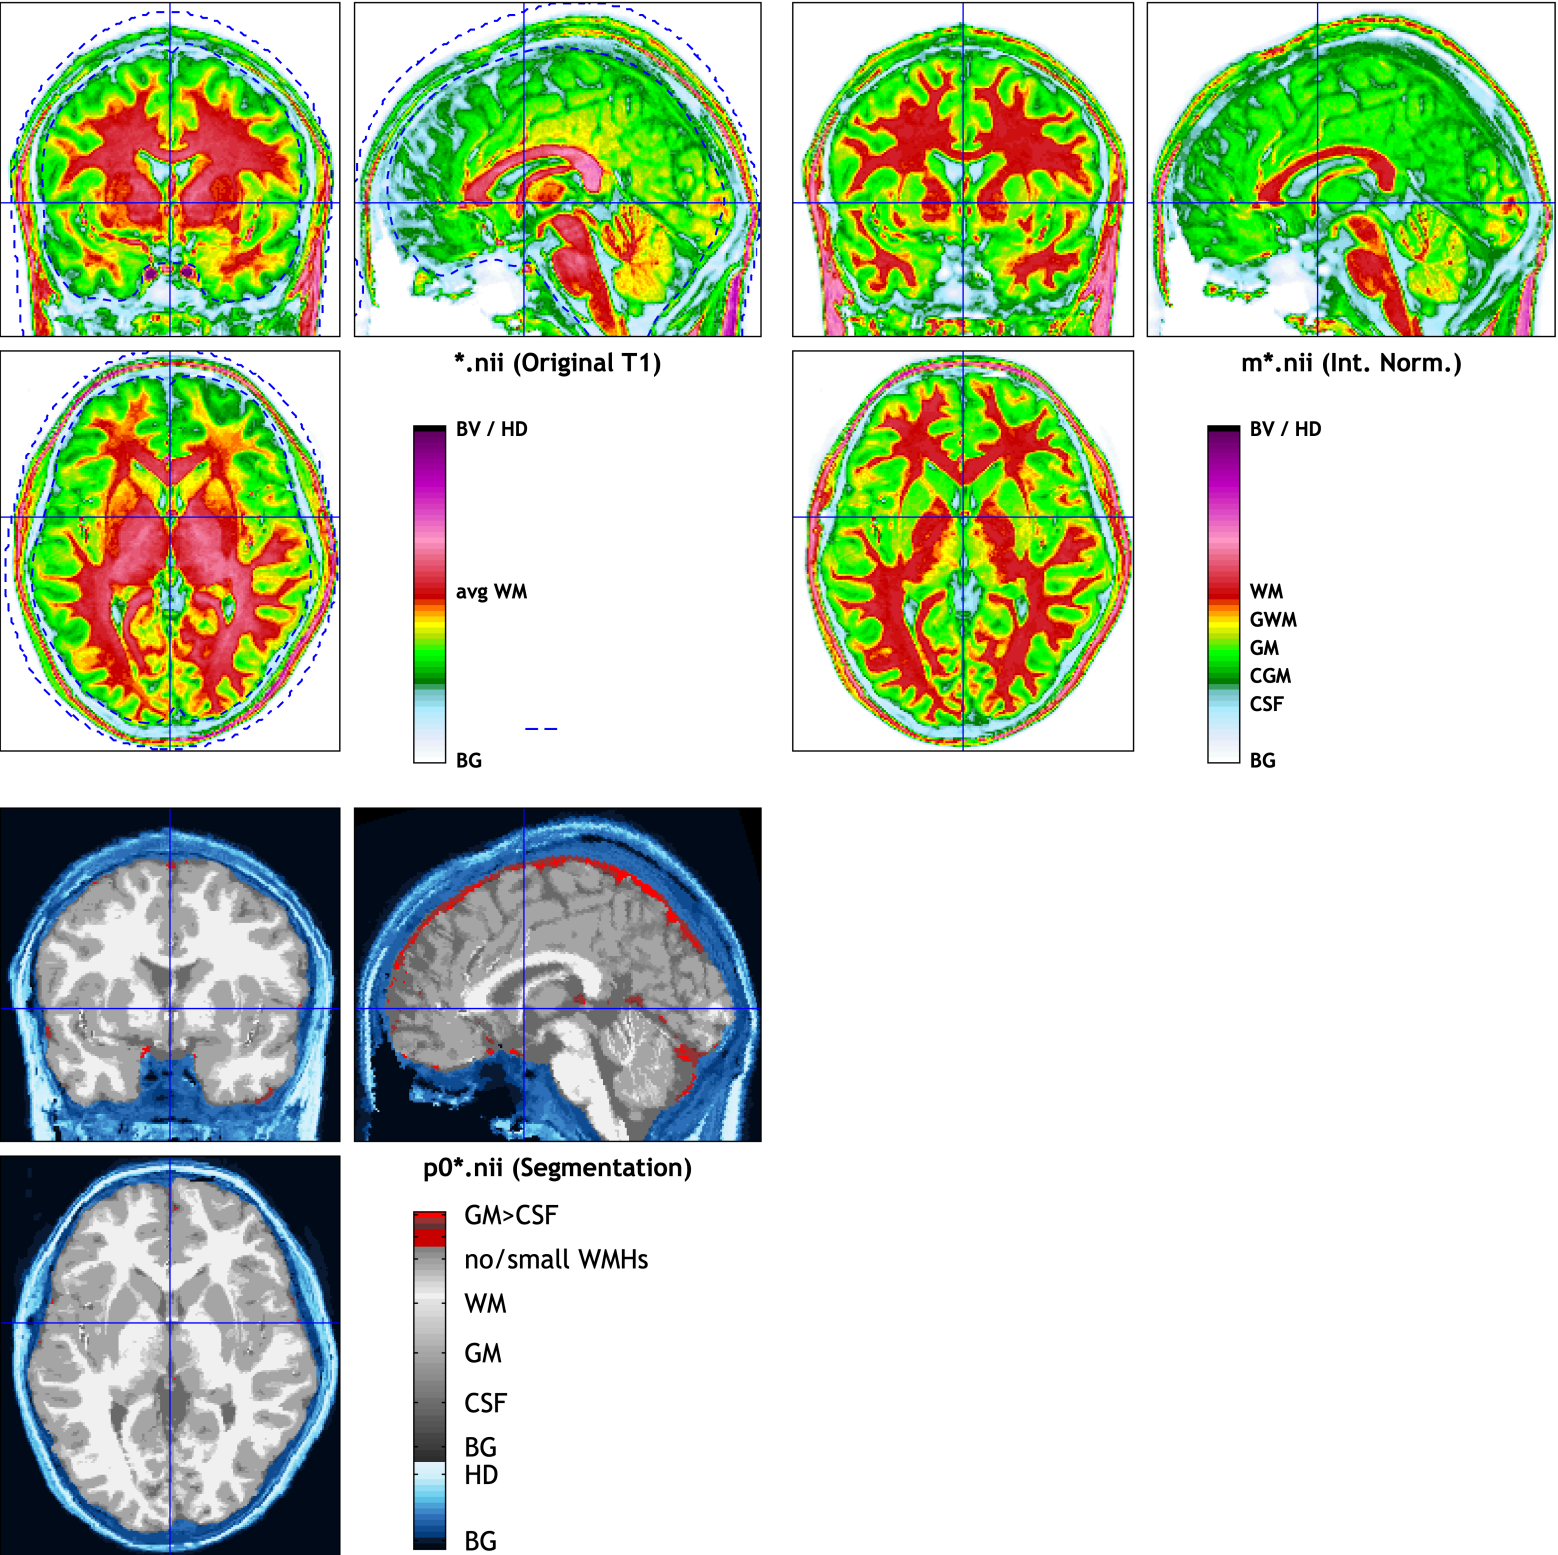 *.nii (Original T1)
BV / HD
avg WM
BG
m*.nii (Int. Norm.)
BV / HD
WM
GWM
GM
CGM
CSF
BG
p0*.nii (Segmentation)
GM>CSF
no/small WMHs
WM
GM
CSF
BG
HD
BG